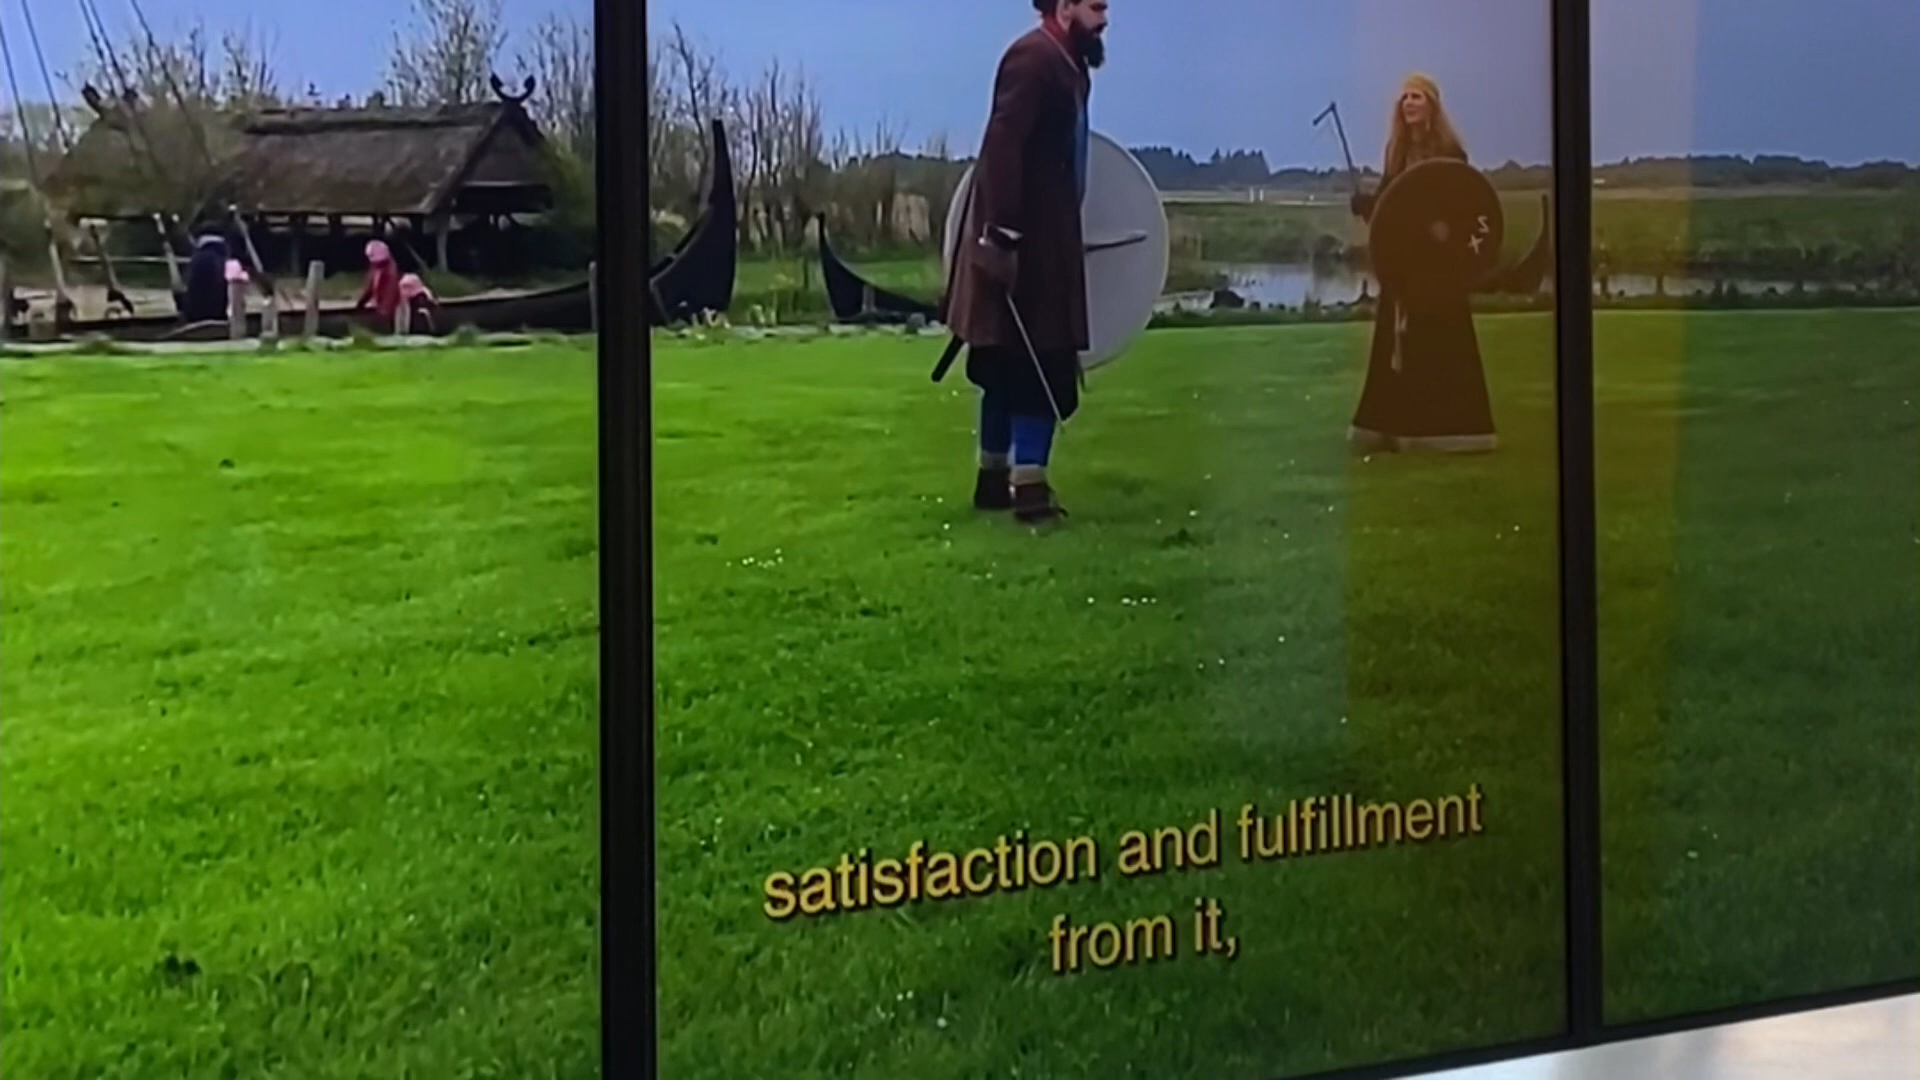 satisfaction and fulfillment
from it,